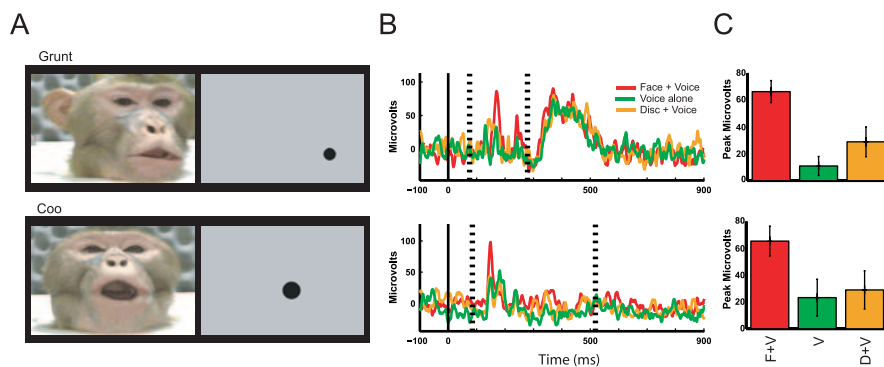 A
B
C
Grunt
Coo
Microvolts
100
50
0
−100
0
500
900
Face + Voice
Voice alone
Disc + Voice
Microvolts
100
50
0
−100
0
500
900
Time (ms)
Peak Microvolts
80
60
40
20
0
Peak Microvolts
80
60
40
20
0
F+V
V
D+V